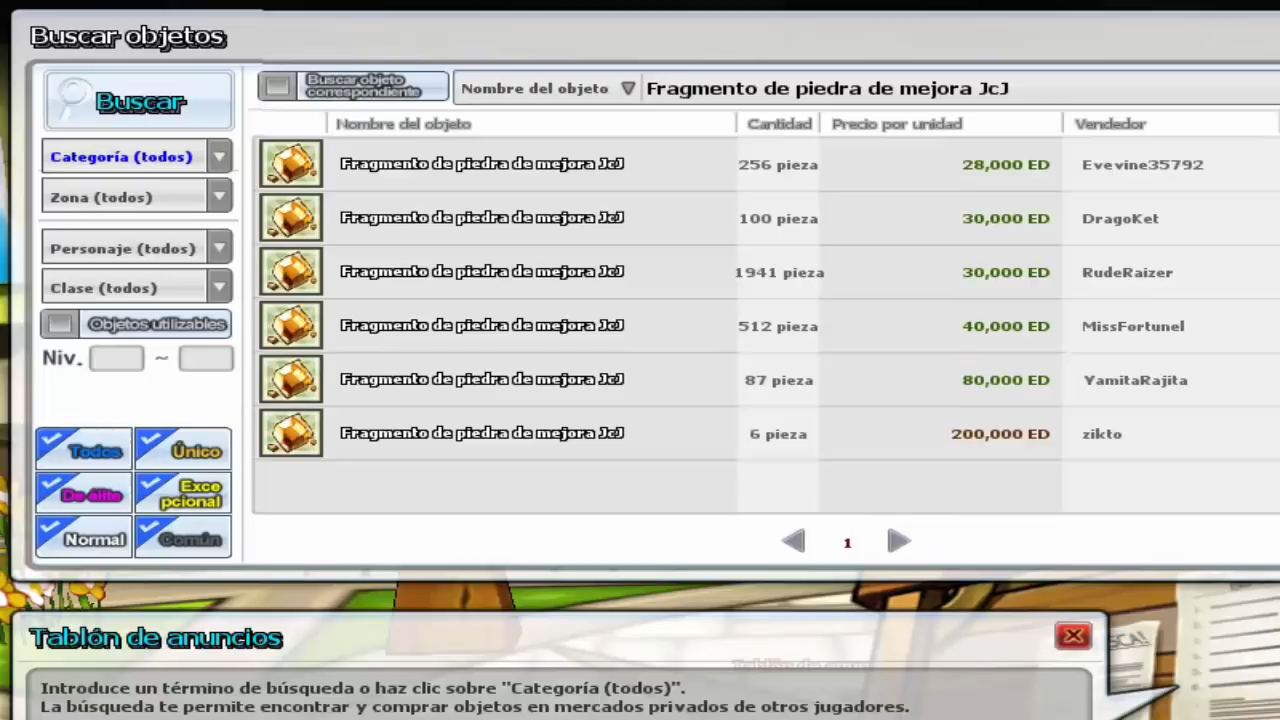 Buscar objetos
Buscar
Buscar objeto
correspondiente
Nombre del objeto
Fragmento de piedra de mejora JcJ
Categoría (todos)
Zona (todos)
Personaje (todos)
Clase (todos)
Objetos utilizables
Niv. ~
Todos
Único
De élite
Exce
pcional
Normal
Común
Nombre del objeto Cantidad Precio por unidad Vendedor
Fragmento de piedra de mejora JcJ 256 pieza 28,000 ED Evevine35792
Fragmento de piedra de mejora JcJ 100 pieza 30,000 ED DragoKet
Fragmento de piedra de mejora JcJ 1941 pieza 30,000 ED RudeRaizer
Fragmento de piedra de mejora JcJ 512 pieza 40,000 ED MissFortunel
Fragmento de piedra de mejora JcJ 87 pieza 80,000 ED YamitaRajita
Fragmento de piedra de mejora JcJ 6 pieza 200,000 ED zikto
1
Tablón de anuncios
Introduce un término de búsqueda o haz clic sobre "Categoría (todos)".
La búsqueda te permite encontrar y comprar objetos en mercados privados de otros jugadores.